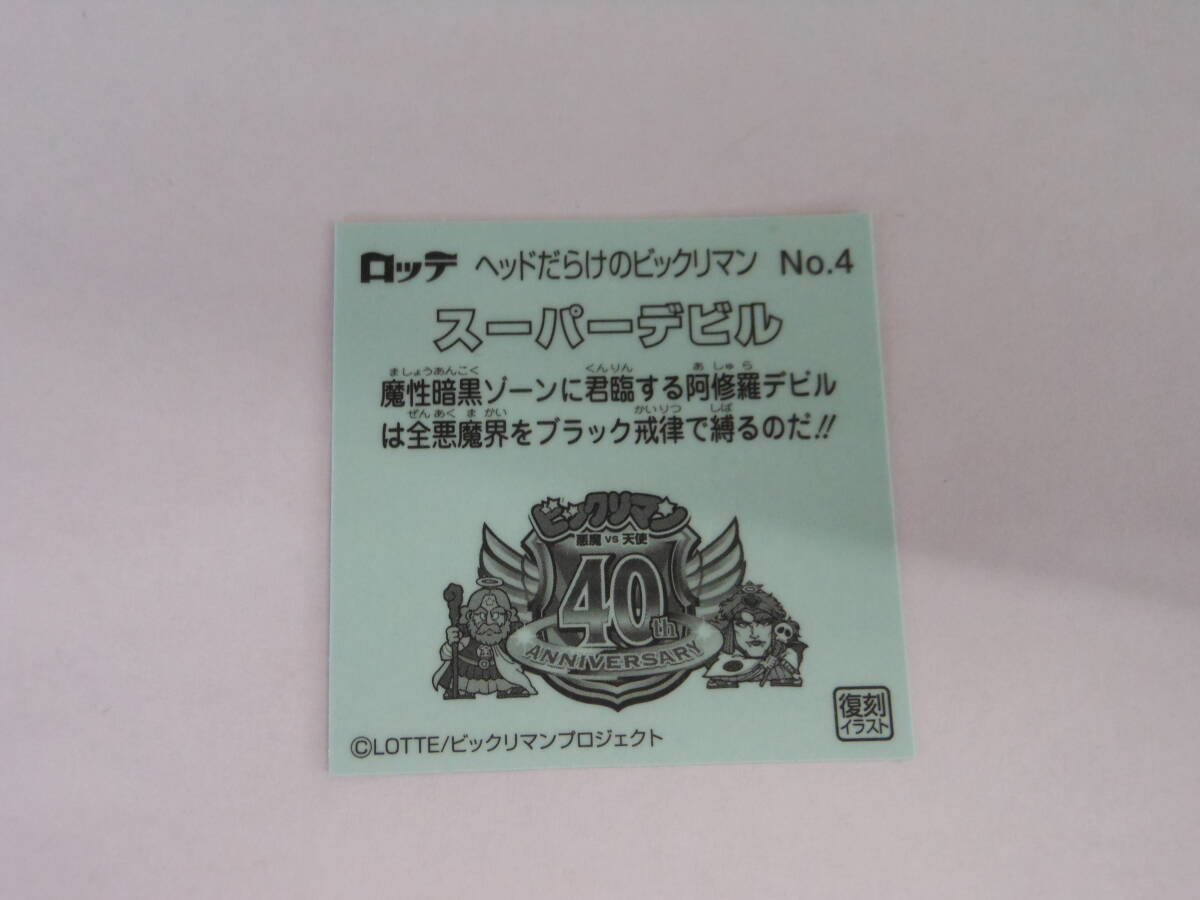 ロッテ ヘッドだらけのビックリマン No.4
スーパーデビル
ましょうあんこく くんりん あしゅら
魔性暗黒ゾーンに君臨する阿修羅デビル
ぜんあくまかい かいりつ しば
は全悪魔界をブラック戒律で縛るのだ!!
ビックリマン
悪魔 VS 天使
40th
ANNIVERSARY
復刻
イラスト
©LOTTE/ビックリマンプロジェクト